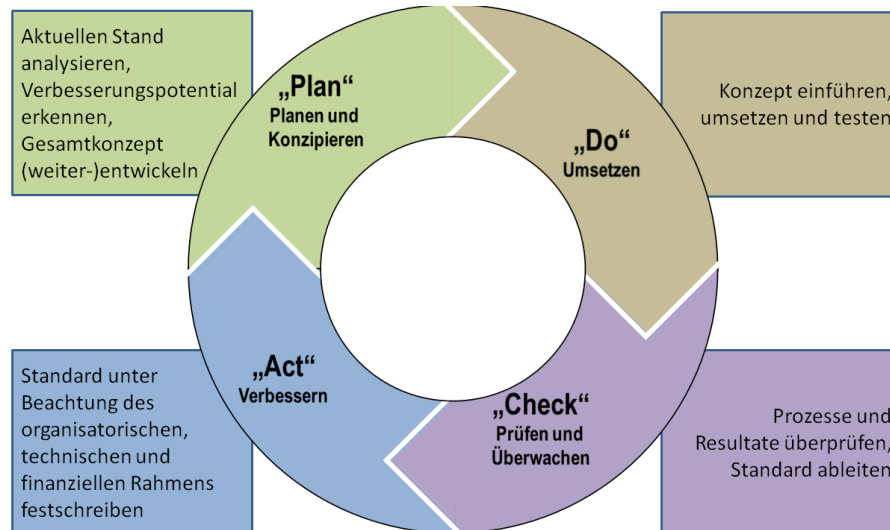 Aktuellen Stand
analysieren,
Verbesserungspotential
erkennen,
Gesamtkonzept
(weiter-)entwickeln
„Plan“
Planen und
Konzipieren
„Do“
Umsetzen
Konzept einführen,
umsetzen und testen
Standard unter
Beachtung des
organisatorischen,
technischen und
finanziellen Rahmens
festschreiben
„Act“
Verbessern
„Check“
Prüfen und
Überwachen
Prozesse und
Resultate überprüfen,
Standard ableiten